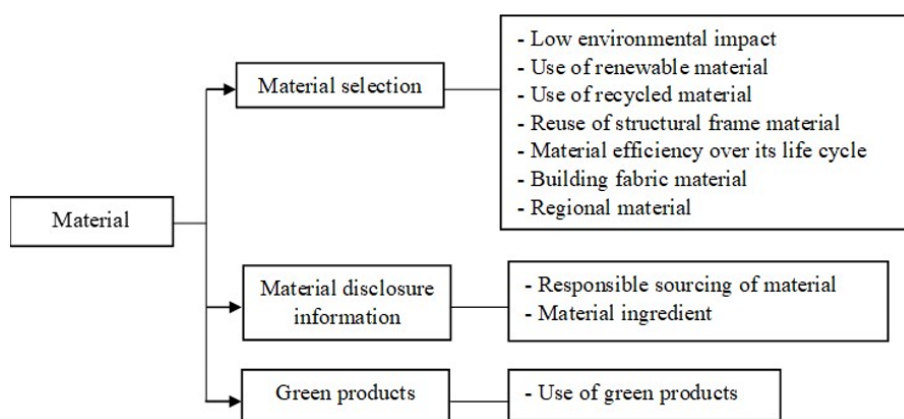 Material
Material selection
- Low environmental impact
- Use of renewable material
- Use of recycled material
- Reuse of structural frame material
- Material efficiency over its life cycle
- Building fabric material
- Regional material
Material disclosure
information
- Responsible sourcing of material
- Material ingredient
Green products
- Use of green products